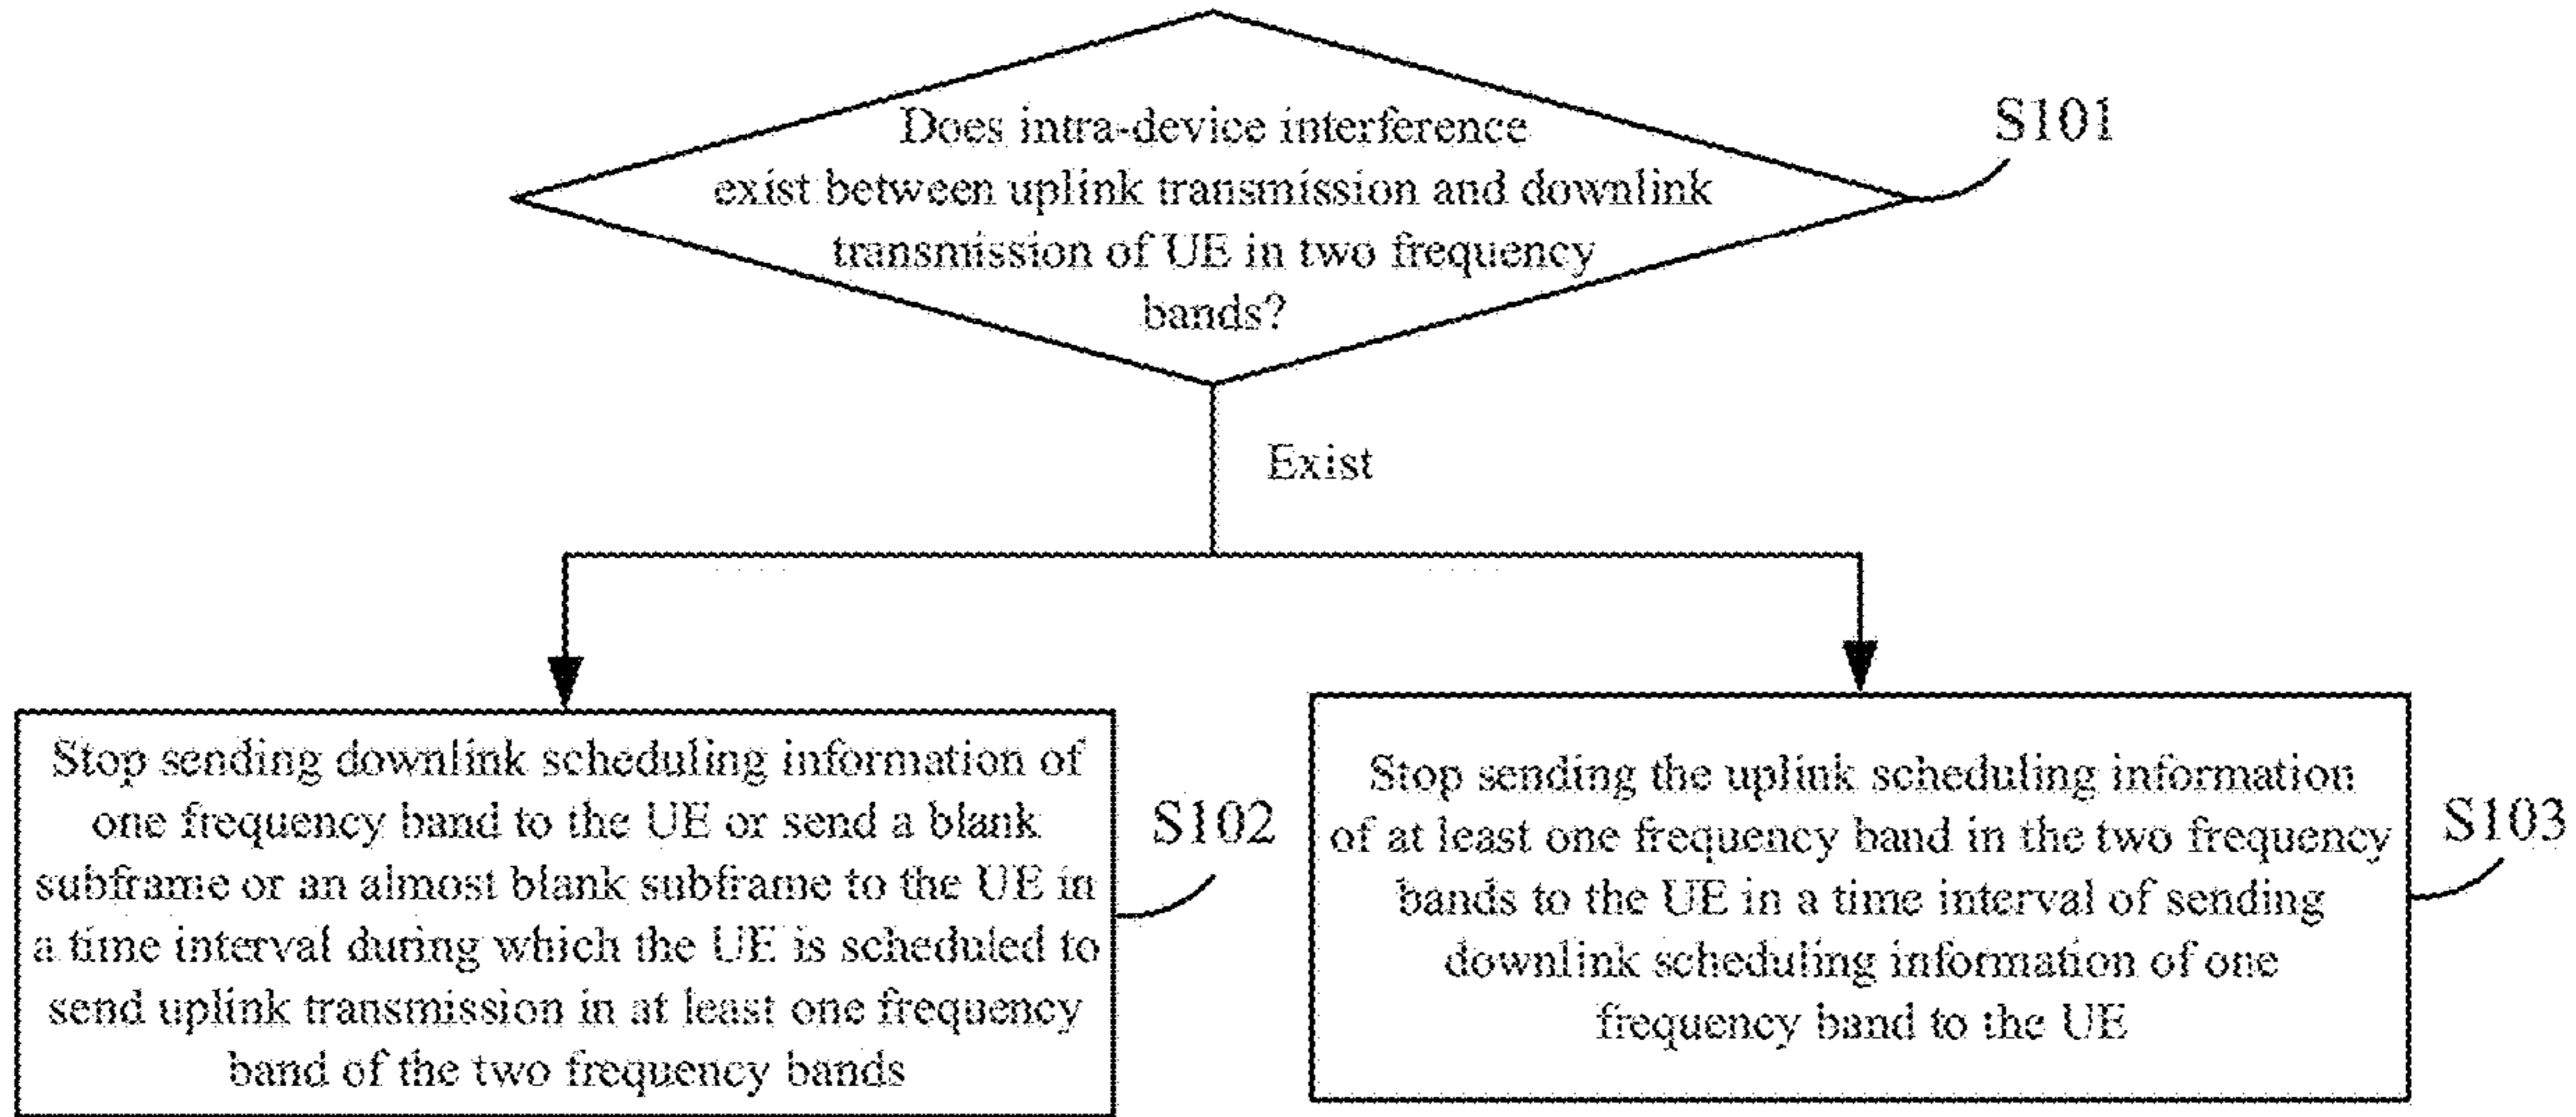 Does intra-device interference
exist between uplink transmission and downlink
transmission of UE in two frequency
bands?
S101
Exist
Stop sending downlink scheduling information of
one frequency band to the UE or send a blank
subframe or an almost blank subframe to the UE in
a time interval during which the UE is scheduled to
send uplink transmission in at least one frequency
band of the two frequency bands
S102
Stop sending the uplink scheduling information
of at least one frequency band in the two frequency
bands to the UE in a time interval of sending
downlink scheduling information of one
frequency band to the UE
S103